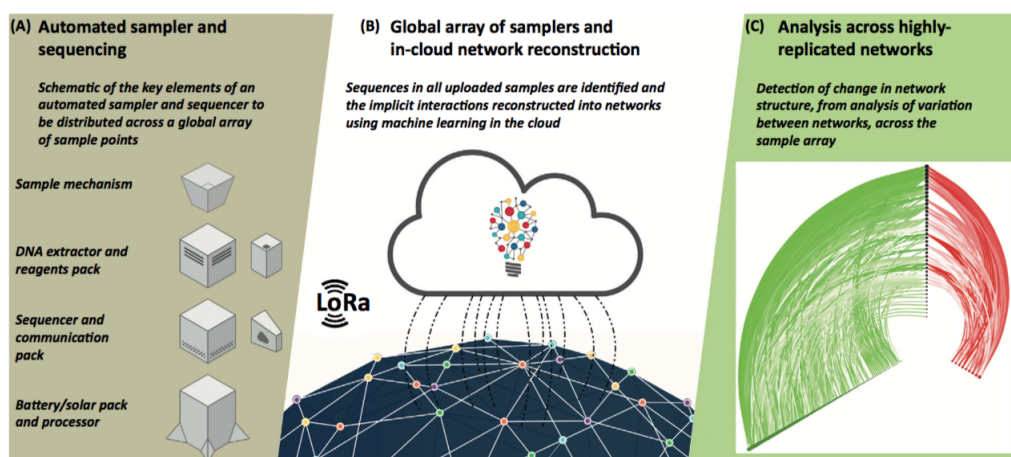 (A) Automated sampler and
sequencing
Schematic of the key elements of an
automated sampler and sequencer to
be distributed across a global array
of sample points
Sample mechanism
DNA extractor and
reagents pack
Sequencer and
communication
pack
Battery/solar pack
and processor
(B) Global array of samplers and
in-cloud network reconstruction
Sequences in all uploaded samples are identified and
the implicit interactions reconstructed into networks
using machine learning in the cloud
LoRa
(C) Analysis across highly-
replicated networks
Detection of change in network
structure, from analysis of variation
between networks, across the
sample array